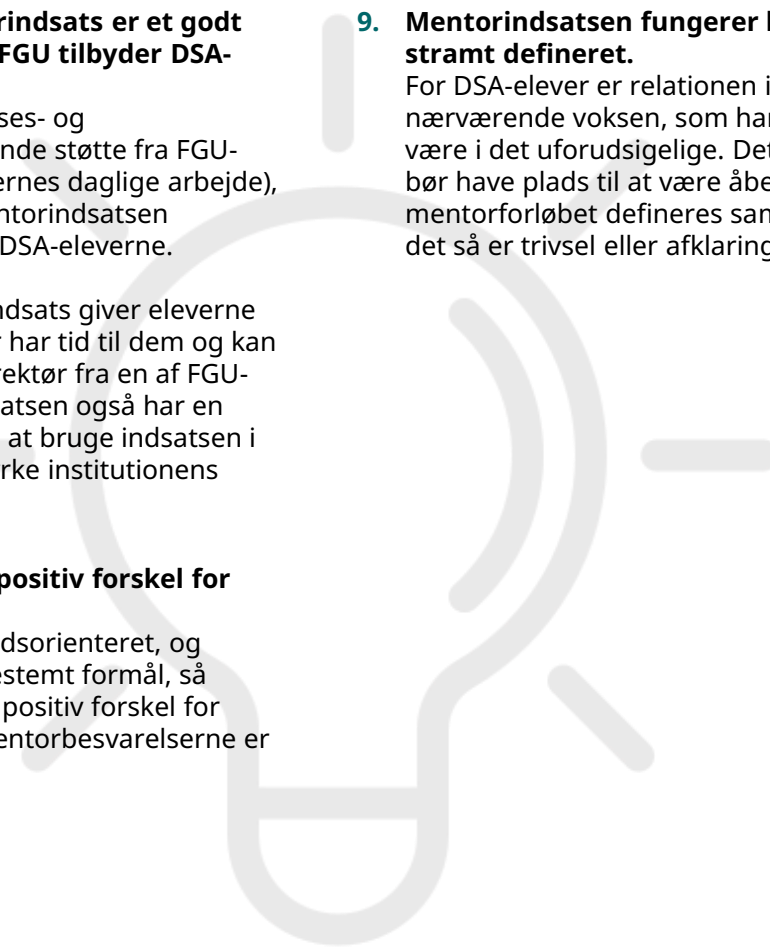 rindsats er et godt
FGU tilbyder DSA-
ses- og
nde støtte fra FGU-
ernes daglige arbejde),
ntorindsatsen
DSA-eleverne.
ndsats giver eleverne
har tid til dem og kan
rektør fra en af FGU-
atsen også har en
at bruge indsatsen i
rke institutionens
positiv forskel for
dsorienteret, og
estemt formål, så
positiv forskel for
entorbesvarelserne er
9. Mentorindsatsen fungerer
stramt defineret.
For DSA-elever er relationen i
nærværende voksen, som har
være i det uforudsigelige. Det
bør have plads til at være åbe
mentorforløbet defineres sam
det så er trivsel eller afklaring